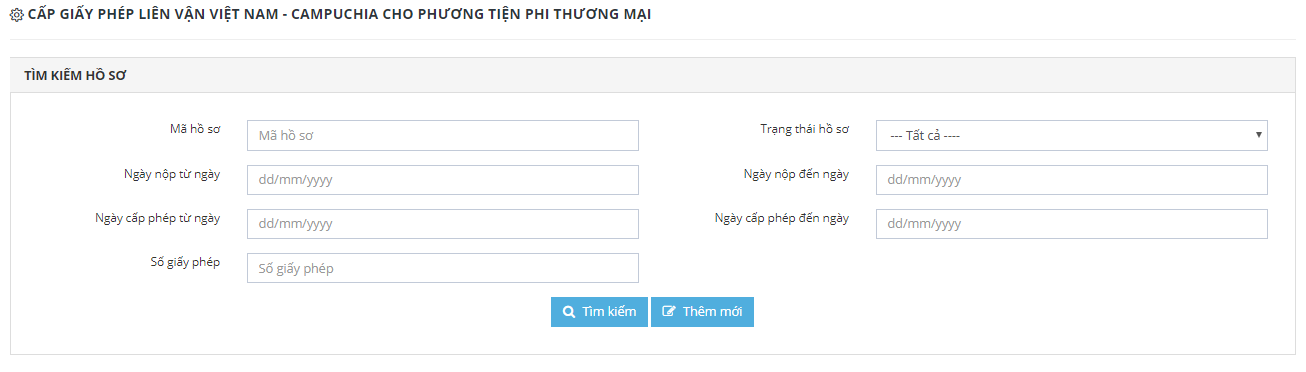 CẤP GIẤY PHÉP LIÊN VẬN VIỆT NAM - CAMPUCHIA CHO PHƯƠNG TIỆN PHI THƯƠNG MẠI
TÌM KIẾM HỒ SƠ
Mã hồ sơ Mã hồ sơ Trạng thái hồ sơ --- Tất cả ----
Ngày nộp từ ngày dd/mm/yyyy Ngày nộp đến ngày dd/mm/yyyy
Ngày cấp phép từ ngày dd/mm/yyyy Ngày cấp phép đến ngày dd/mm/yyyy
Số giấy phép Số giấy phép
Tìm kiếm Thêm mới